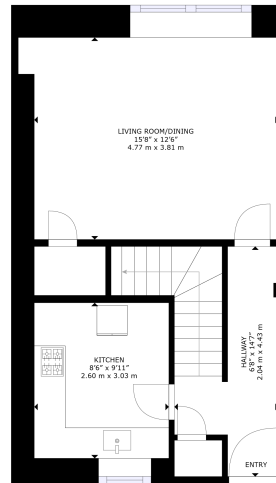 LIVING ROOM/DINING
15'8" x 12'6"
4.77 m x 3.81 m
KITCHEN
8'6" x 9'11"
2.60 m x 3.03 m
HALLWAY
6'8" x 14'7"
2.04 m x 4.43 m
ENTRY